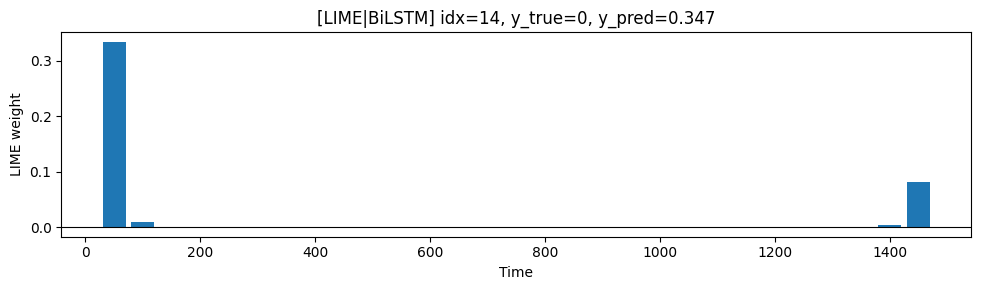 [LIME|BiLSTM] idx=14, y_true=0, y_pred=0.347
LIME weight
0.3
0.2
0.1
0.0
0 200 400 600 800 1000 1200 1400
Time